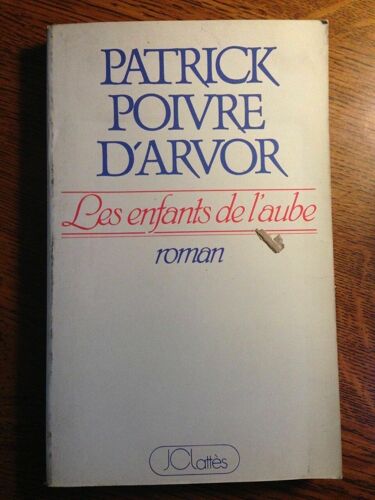 PATRICK
POIVRE
D'ARVOR
Les enfants de l'aube
roman
JCLattès